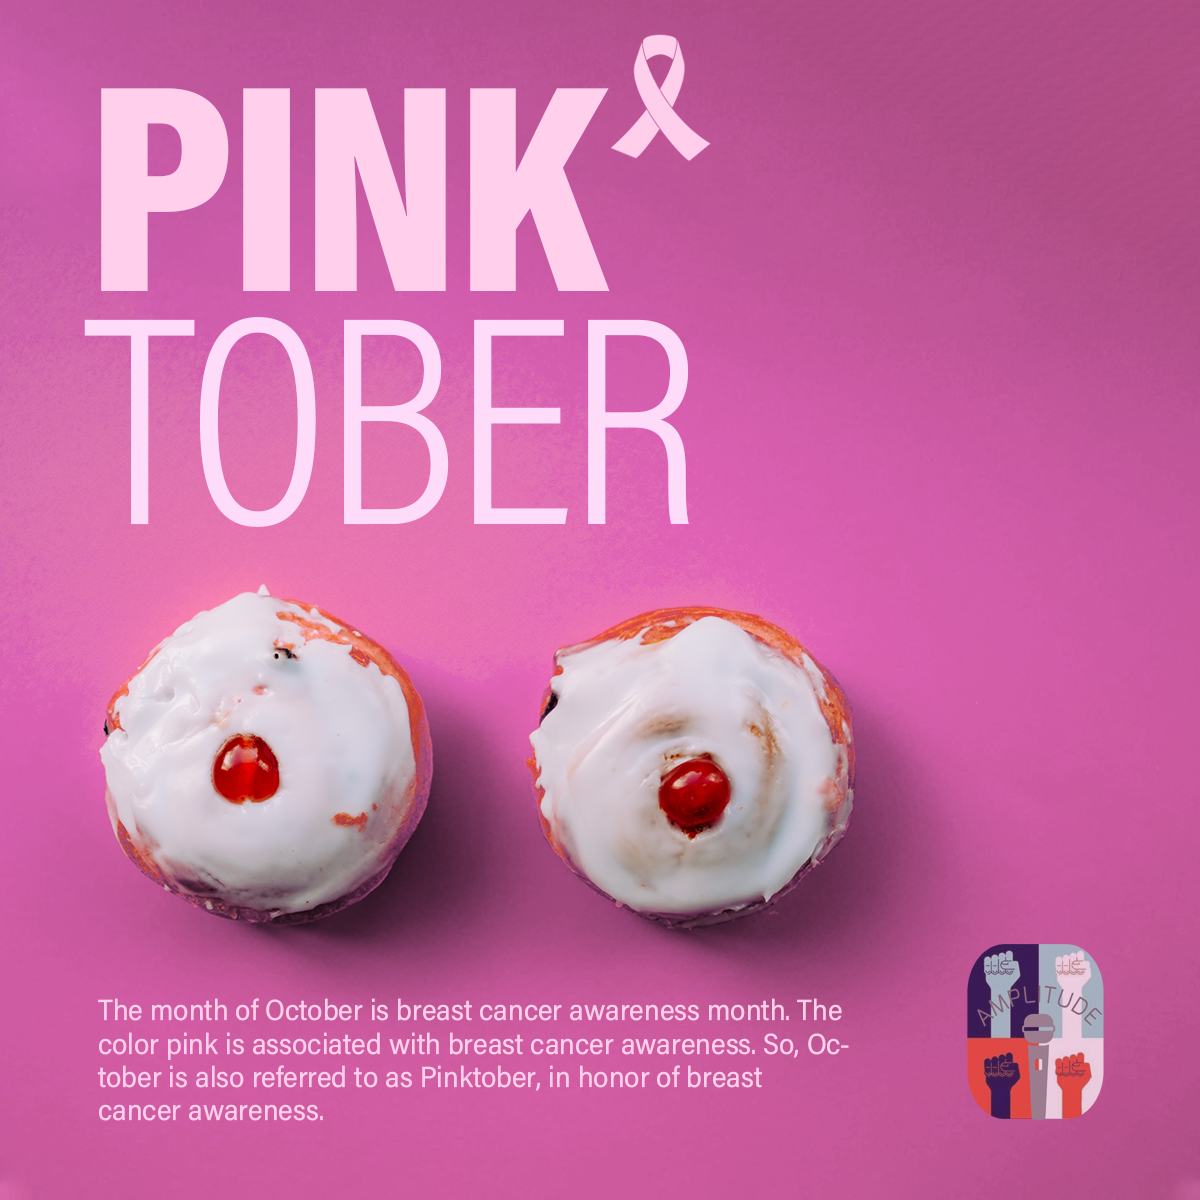 PINK
TOBER
The month of October is breast cancer awareness month. The
color pink is associated with breast cancer awareness. So, Oc-
tober is also referred to as Pinktober, in honor of breast
cancer awareness.
AMPLITUDE